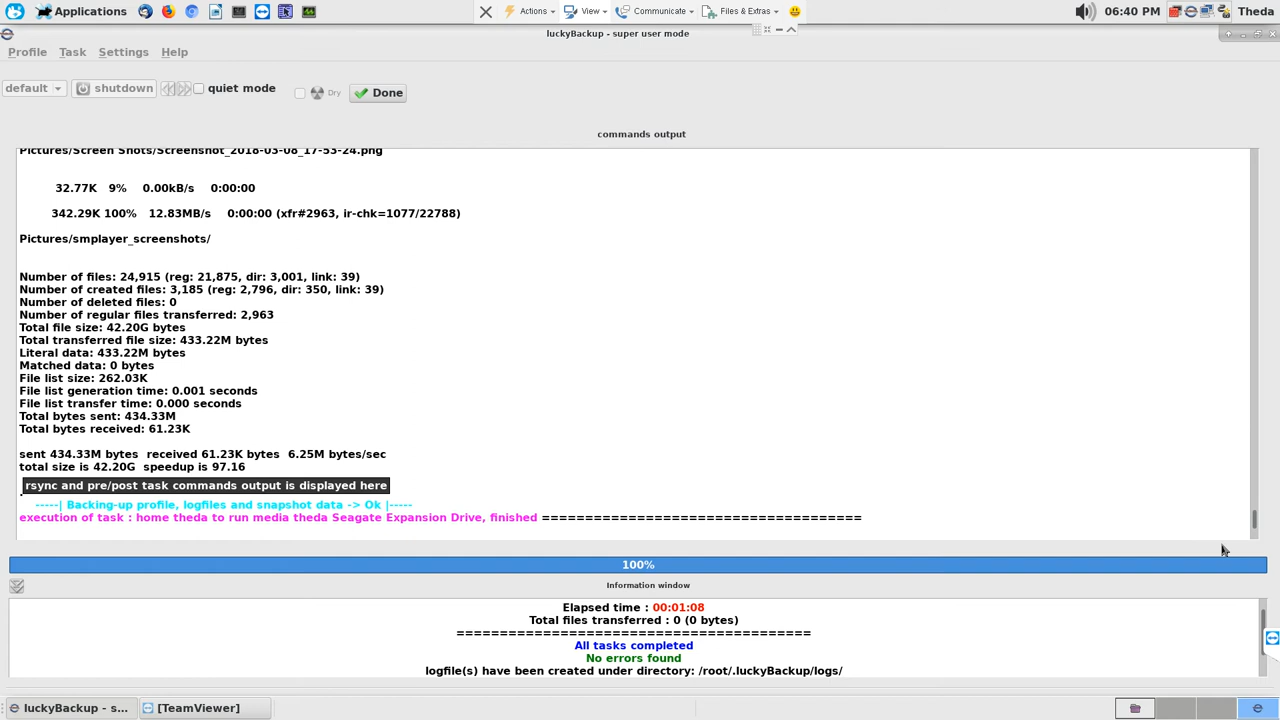 Applications
Actions
View
Communicate
Files & Extras
06:40 PM
Theda
luckyBackup - super user mode
Profile
Task
Settings
Help
default
shutdown
quiet mode
Dry
Done
commands output
Pictures/Screen Shots/Screenshot_2018-03-08_17-53-24.png
32.77K 9% 0.00kB/s 0:00:00
342.29K 100% 12.83MB/s 0:00:00 (xfr#2963, ir-chk=1077/22788)
Pictures/smplayer_screenshots/
Number of files: 24,915 (reg: 21,875, dir: 3,001, link: 39)
Number of created files: 3,185 (reg: 2,796, dir: 350, link: 39)
Number of deleted files: 0
Number of regular files transferred: 2,963
Total file size: 42.20G bytes
Total transferred file size: 433.22M bytes
Literal data: 433.22M bytes
Matched data: 0 bytes
File list size: 262.03K
File list generation time: 0.001 seconds
File list transfer time: 0.000 seconds
Total bytes sent: 434.33M
Total bytes received: 61.23K
sent 434.33M bytes received 61.23K bytes 6.25M bytes/sec
total size is 42.20G speedup is 97.16
rsync and pre/post task commands output is displayed here
-----| Backing-up profile, logfiles and snapshot data -> Ok |-----
execution of task : home theda to run media theda Seagate Expansion Drive, finished =====================================
100%
Information window
Elapsed time : 00:01:08
Total files transferred : 0 (0 bytes)
=========================================
All tasks completed
No errors found
logfile(s) have been created under directory: /root/.luckyBackup/logs/
luckyBackup - s...
[TeamViewer]